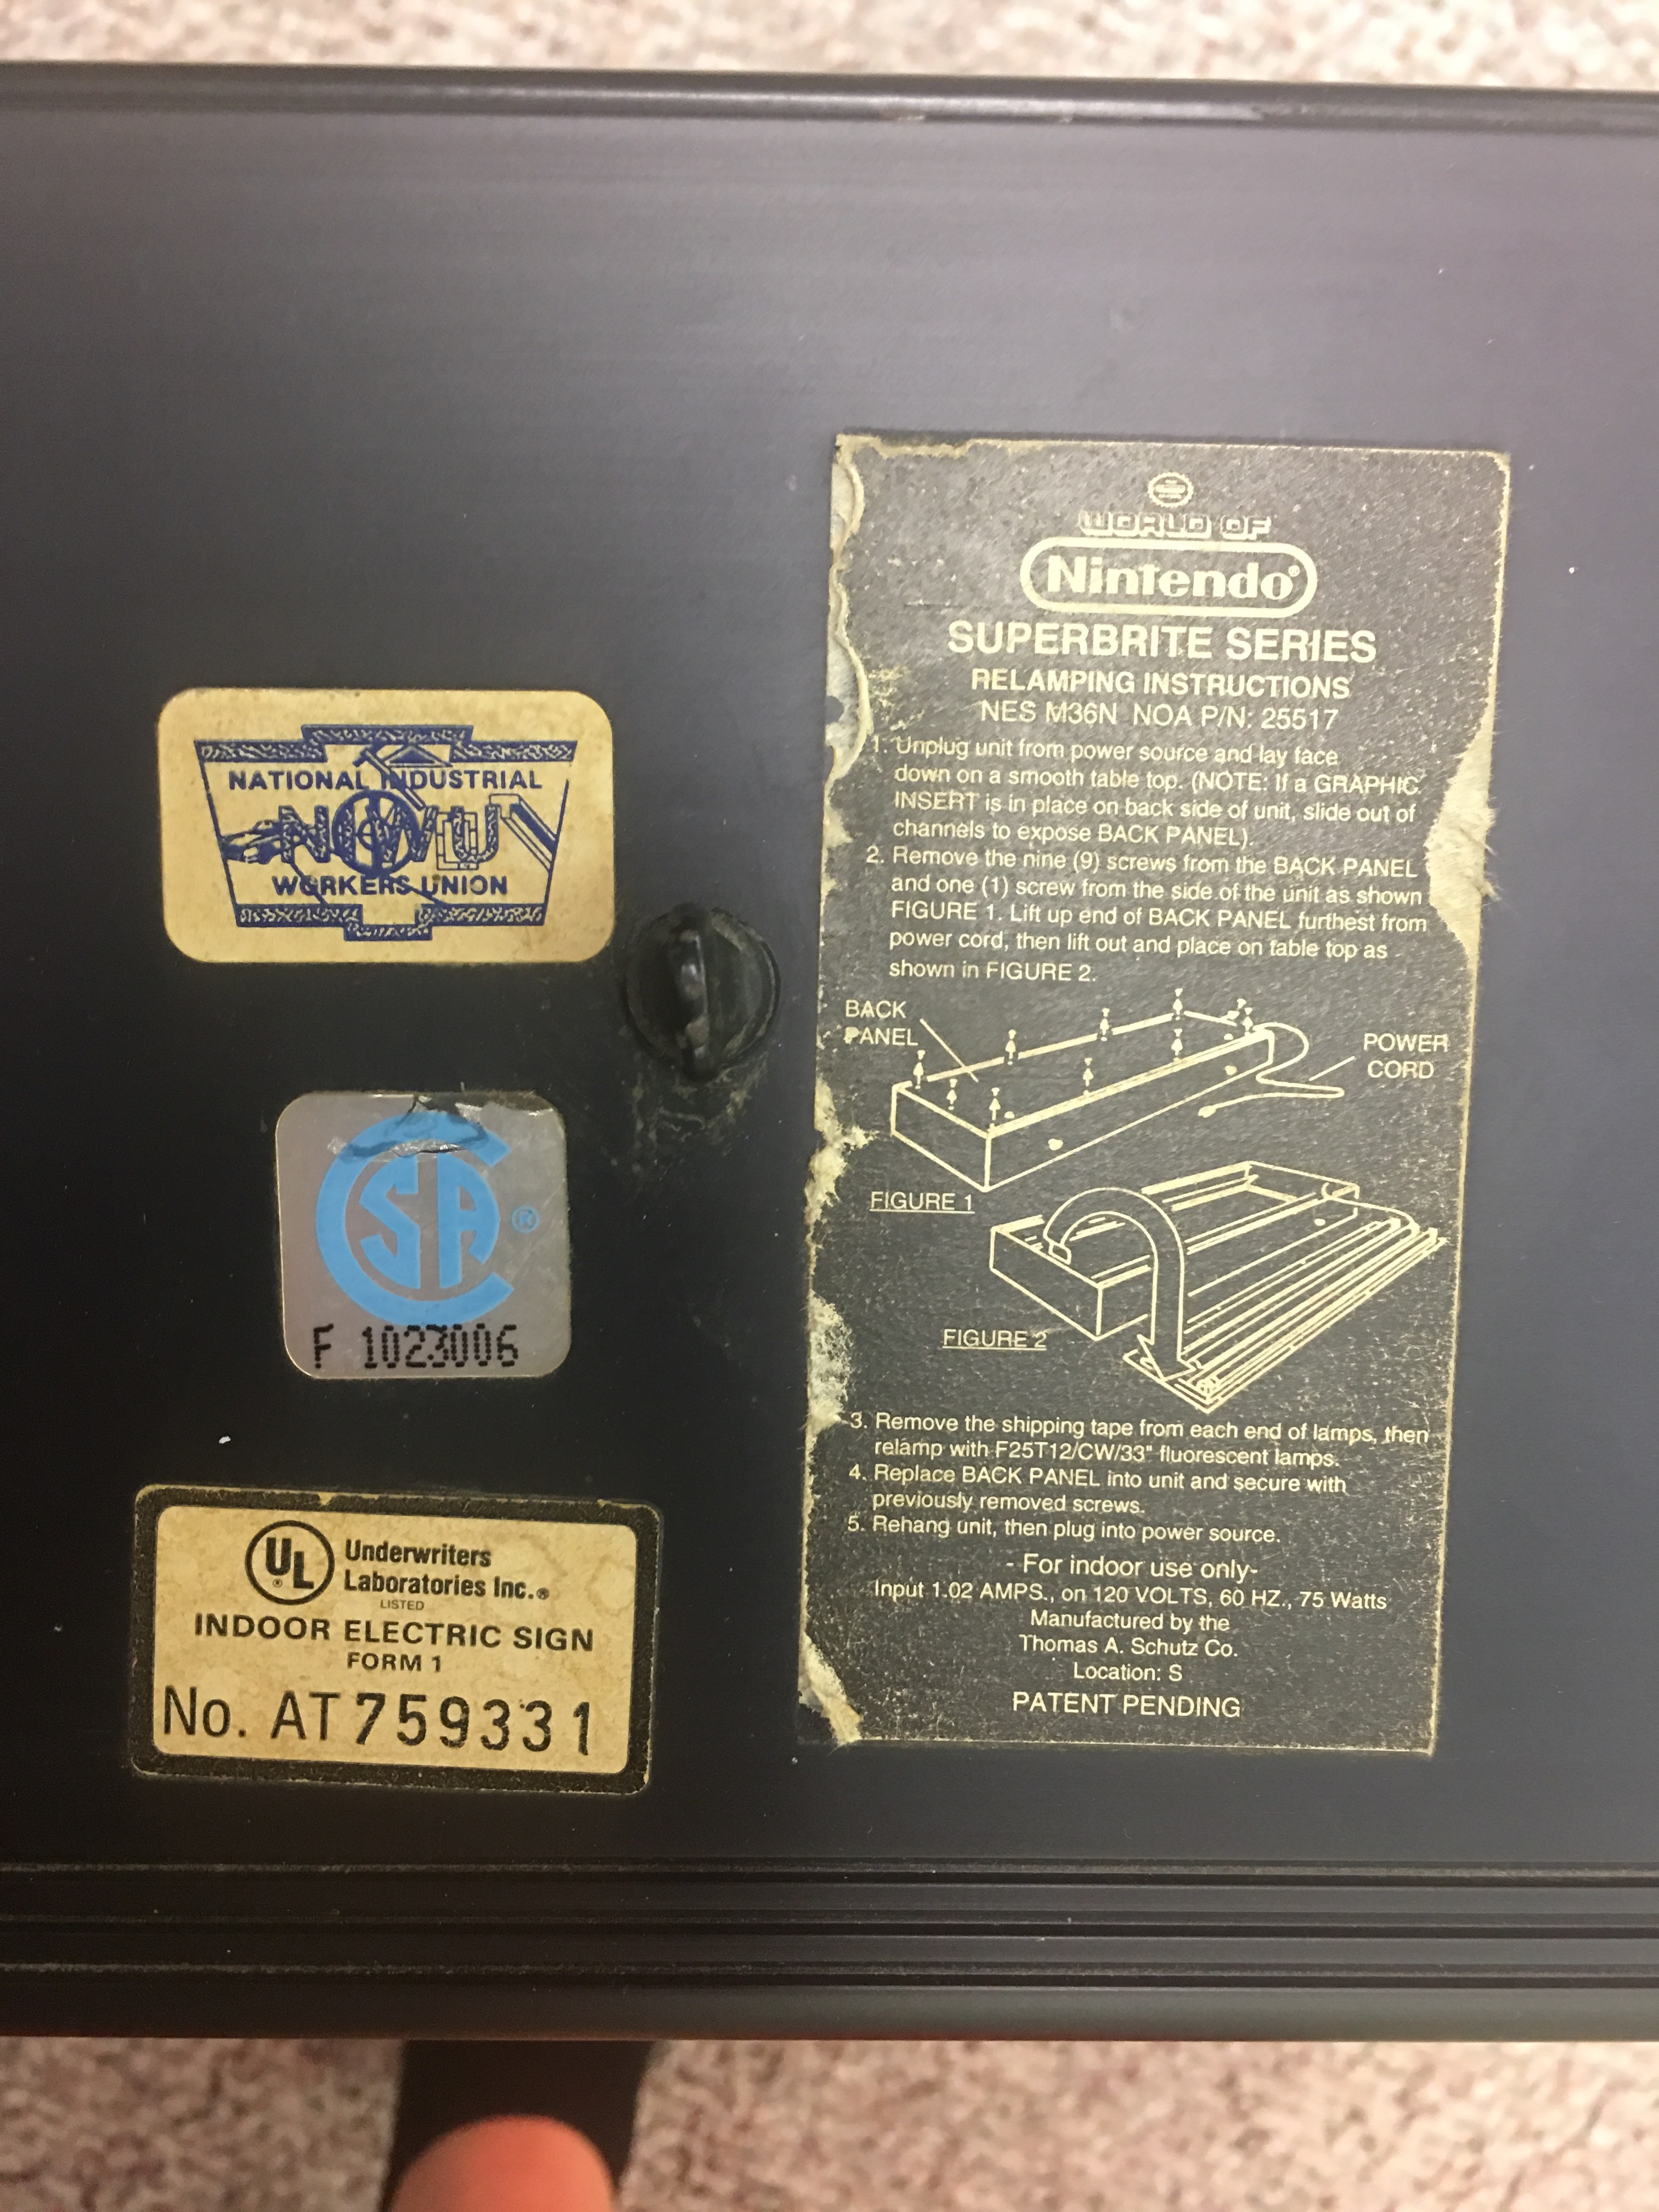 NATIONAL INDUSTRIAL
NIWU
WORKERS UNION
CSA®
F 1023006
UL®
Underwriters
Laboratories Inc.®
LISTED
INDOOR ELECTRIC SIGN
FORM 1
No. AT759331
WORLD OF
Nintendo®
SUPERBRITE SERIES
RELAMPING INSTRUCTIONS
NES M36N NOA P/N: 25517
1. Unplug unit from power source and lay face
down on a smooth table top. (NOTE: If a GRAPHIC
INSERT is in place on back side of unit, slide out of
channels to expose BACK PANEL).
2. Remove the nine (9) screws from the BACK PANEL
and one (1) screw from the side of the unit as shown
FIGURE 1. Lift up end of BACK PANEL furthest from
power cord, then lift out and place on table top as
shown in FIGURE 2.
BACK
PANEL
POWER
CORD
FIGURE 1
FIGURE 2
3. Remove the shipping tape from each end of lamps, then
relamp with F25T12/CW/33" fluorescent lamps.
4. Replace BACK PANEL into unit and secure with
previously removed screws.
5. Rehang unit, then plug into power source.
- For indoor use only-
Input 1.02 AMPS., on 120 VOLTS, 60 HZ., 75 Watts
Manufactured by the
Thomas A. Schutz Co.
Location: S
PATENT PENDING